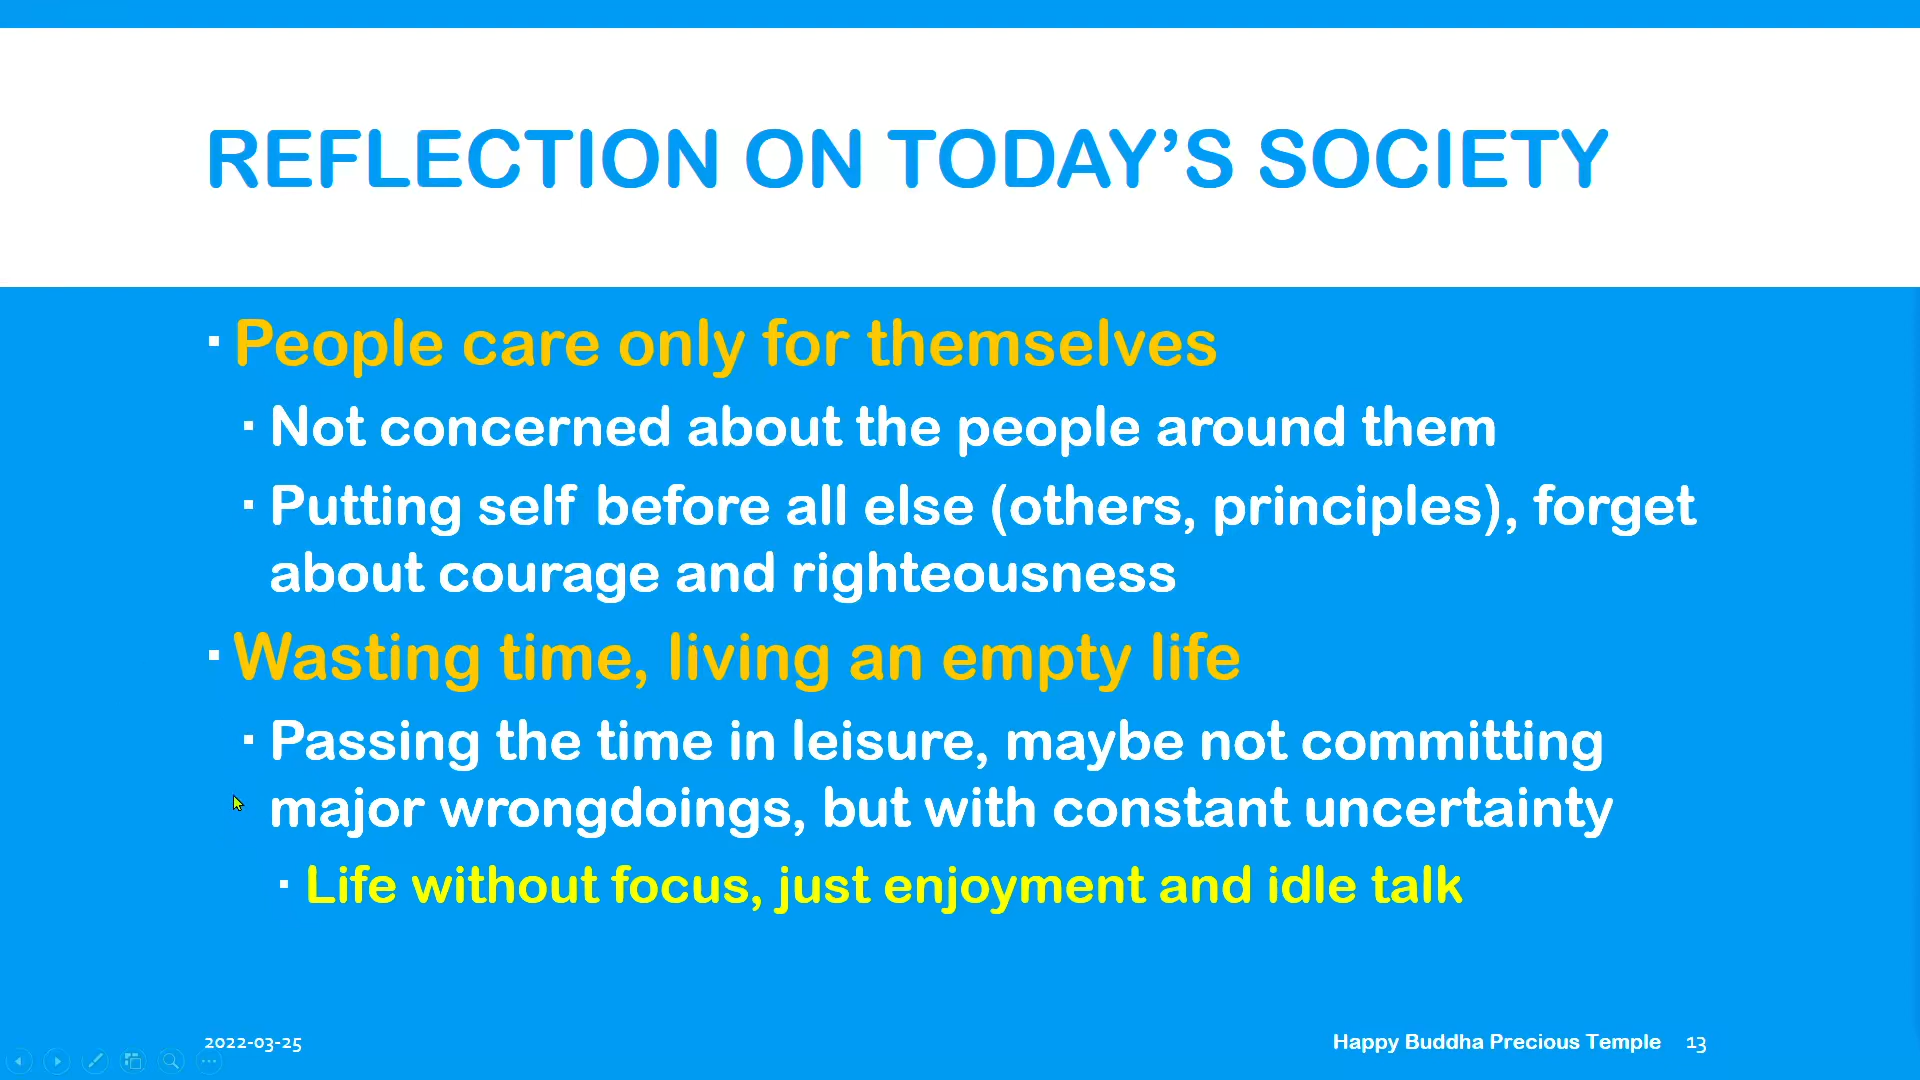 REFLECTION ON TODAY’S SOCIETY
People care only for themselves
Not concerned about the people around them
Putting self before all else (others, principles), forget
about courage and righteousness
Wasting time, living an empty life
Passing the time in leisure, maybe not committing
major wrongdoings, but with constant uncertainty
Life without focus, just enjoyment and idle talk
2022-03-25
Happy Buddha Precious Temple 13